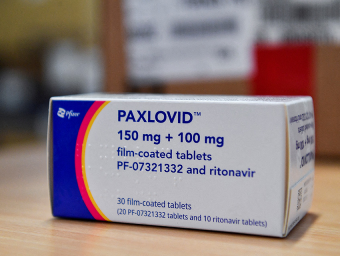 Pfizer
PAXLOVID™
150 mg + 100 mg
film-coated tablets
PF-07321332 and ritonavir
30 film-coated tablets
(20 PF-07321332 tablets and 10 ritonavir tablets)